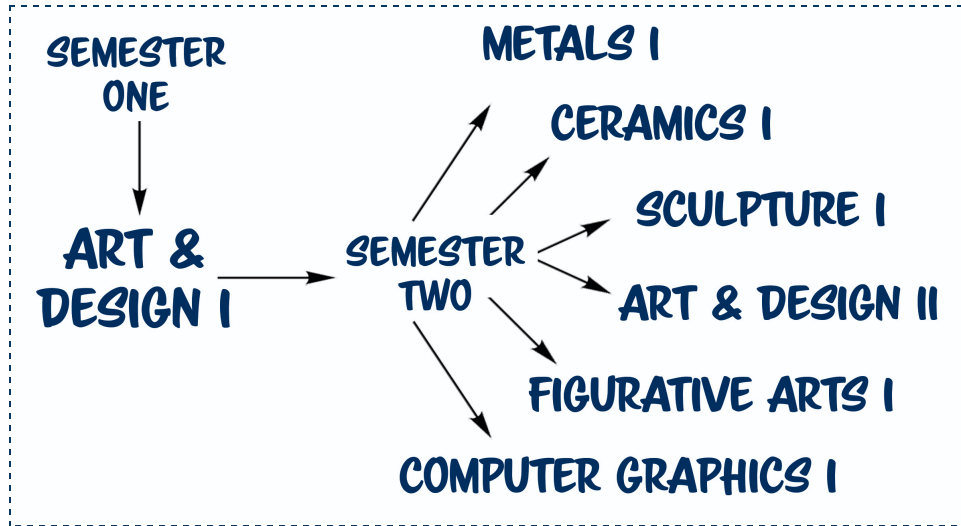 SEMESTER
ONE
ART &
DESIGN I
SEMESTER
TWO
METALS I
CERAMICS I
SCULPTURE I
ART & DESIGN II
FIGURATIVE ARTS I
COMPUTER GRAPHICS I